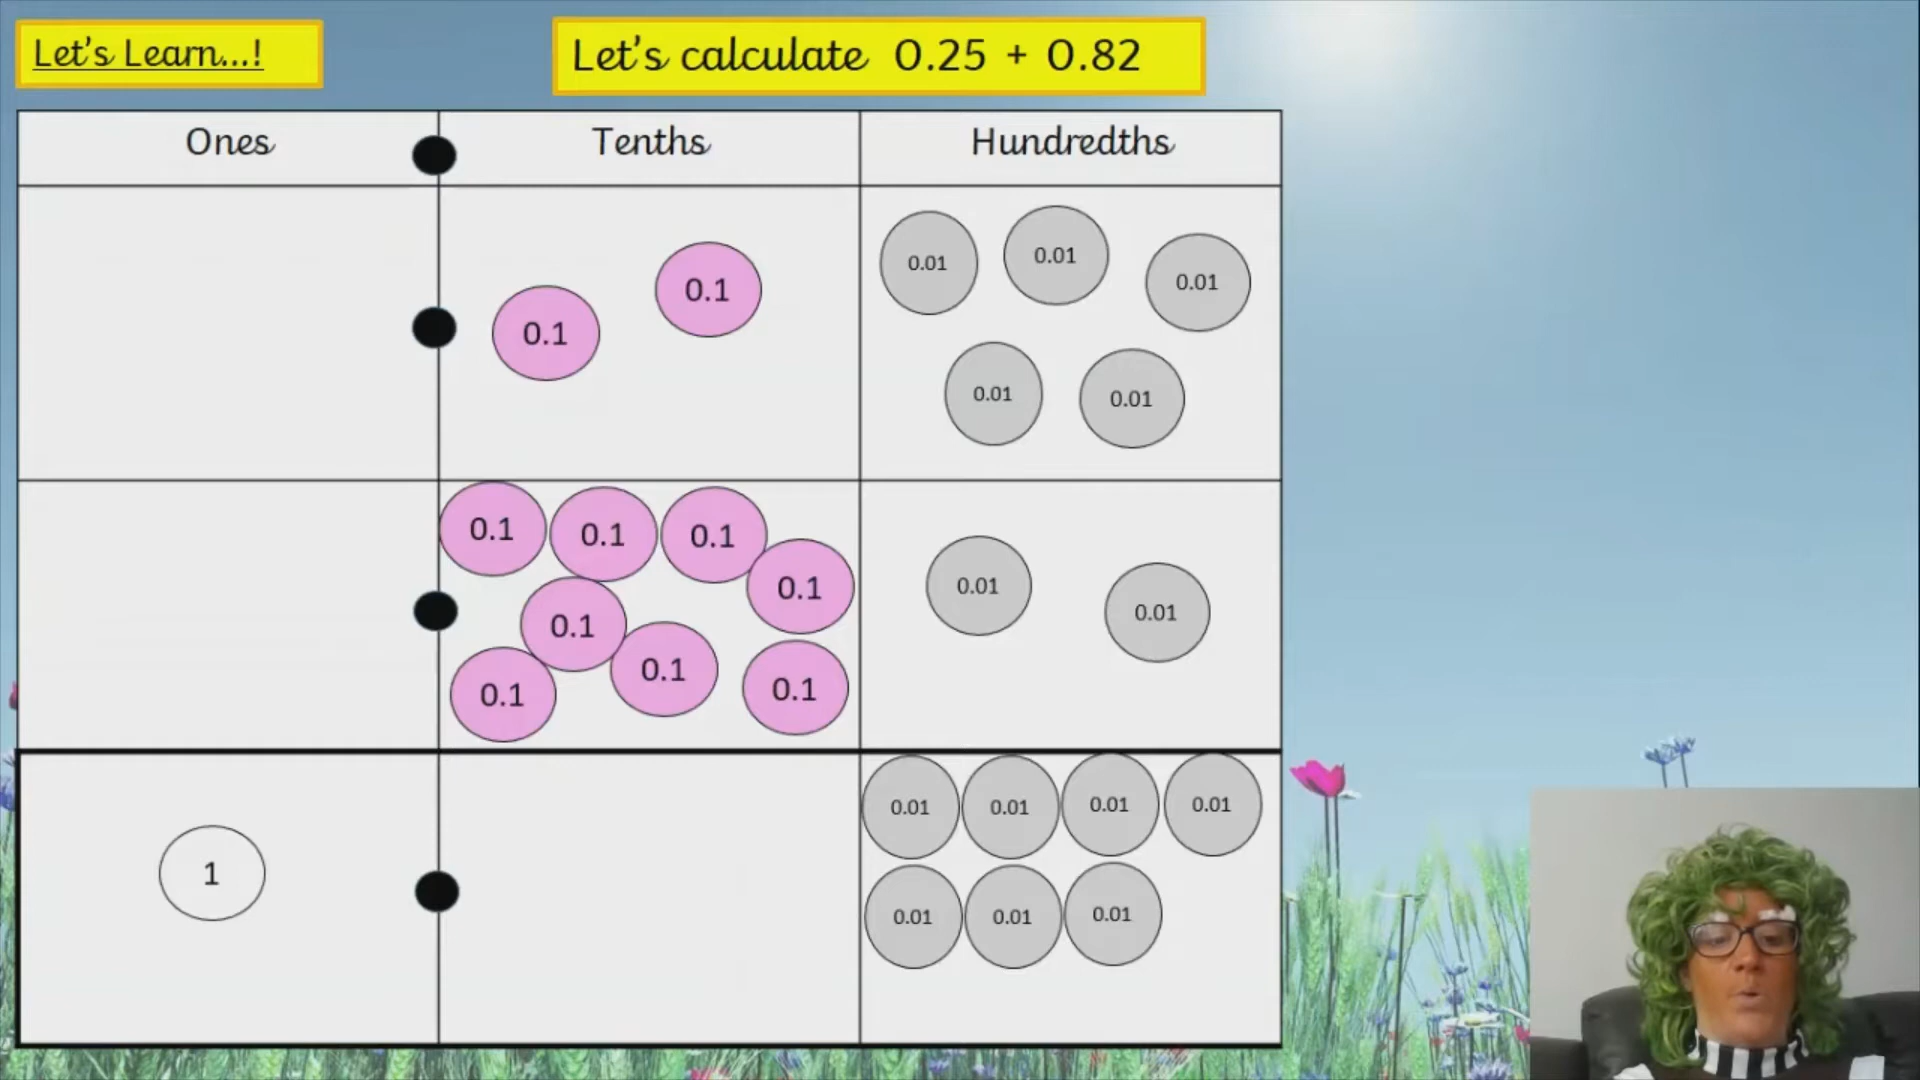 Let's Learn...!
Let's calculate 0.25 + 0.82
Ones Tenths Hundredths
0.1 0.1
0.01 0.01 0.01
0.01 0.01
0.1 0.1 0.1 0.1
0.1 0.1 0.1 0.1
0.01 0.01
1
0.01 0.01 0.01 0.01
0.01 0.01 0.01